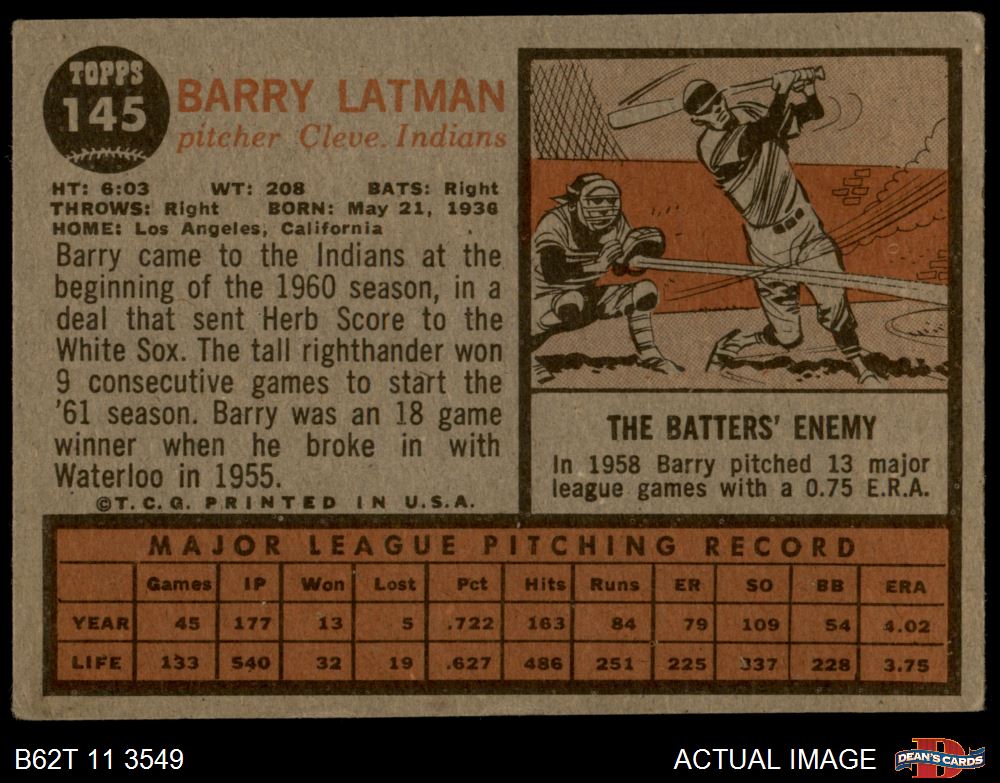 TOPPS
145
BARRY LATMAN
pitcher Cleve. Indians
HT: 6:03 WT: 208 BATS: Right
THROWS: Right BORN: May 21, 1936
HOME: Los Angeles, California
Barry came to the Indians at the
beginning of the 1960 season, in a
deal that sent Herb Score to the
White Sox. The tall righthander won
9 consecutive games to start the
'61 season. Barry was an 18 game
winner when he broke in with
Waterloo in 1955.
©T.C.G. PRINTED IN U.S.A.
THE BATTERS' ENEMY
In 1958 Barry pitched 13 major
league games with a 0.75 E.R.A.
MAJOR LEAGUE PITCHING RECORD
Games IP Won Lost Pct Hits Runs ER SO BB ERA
YEAR 45 177 13 5 .722 163 84 79 109 54 4.02
LIFE 133 540 32 19 .627 486 251 225 337 228 3.75
B62T 11 3549
ACTUAL IMAGE
D
DEAN'S CARDS